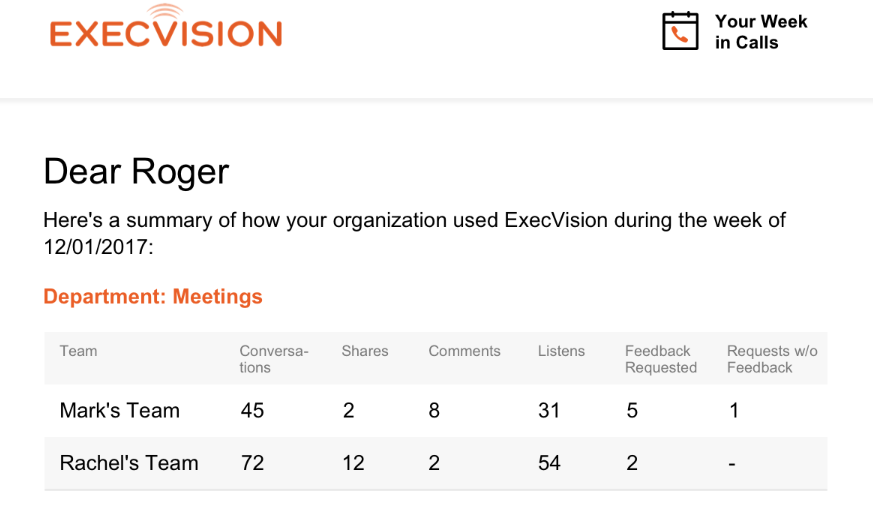 EXECVISION
Your Week
in Calls
Dear Roger
Here's a summary of how your organization used ExecVision during the week of
12/01/2017:
Department: Meetings
Team Conversa- Shares Comments Listens Feedback Requests w/o
tions Requested Feedback
Mark's Team 45 2 8 31 5 1
Rachel's Team 72 12 2 54 2 -